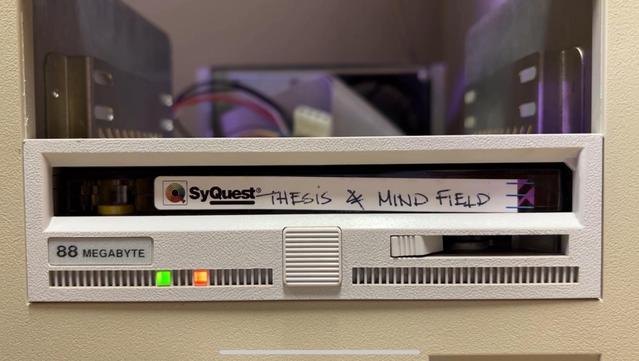 SyQuest® THESIS & MIND FIELD
88 MEGABYTE